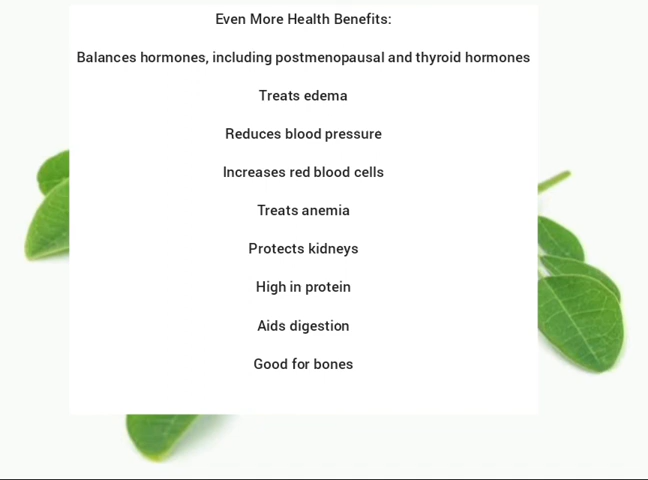 Even More Health Benefits:
Balances hormones, including postmenopausal and thyroid hormones
Treats edema
Reduces blood pressure
Increases red blood cells
Treats anemia
Protects kidneys
High in protein
Aids digestion
Good for bones